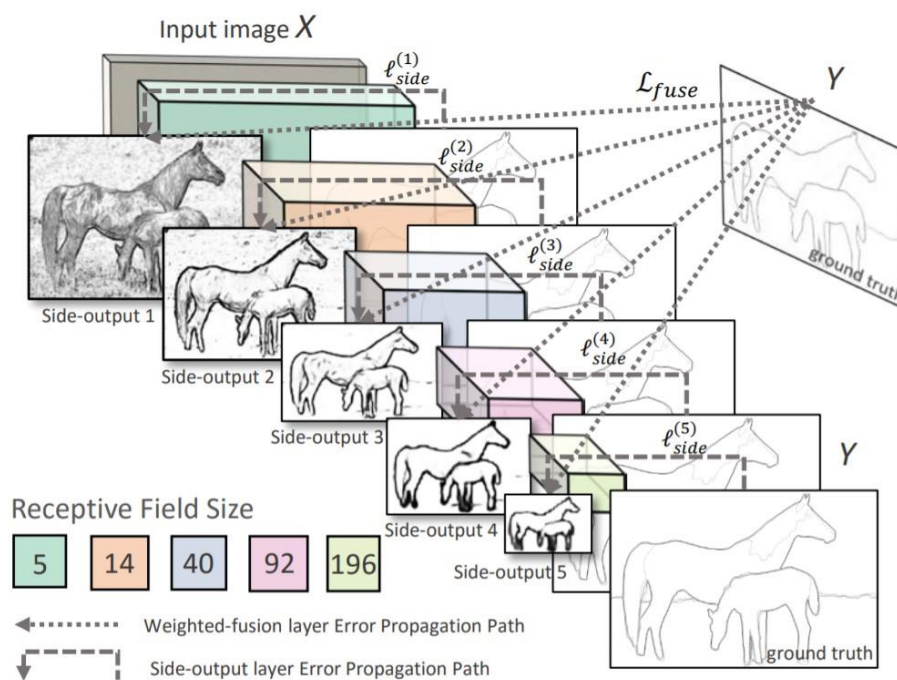 Input image X
ℓ_side^(1)
L_fuse
Y
ℓ_side^(2)
ground truth
ℓ_side^(3)
Side-output 1
ℓ_side^(4)
Side-output 2
ℓ_side^(5)
Y
Side-output 3
Receptive Field Size
Side-output 4
5 14 40 92 196
Side-output 5
Weighted-fusion layer Error Propagation Path
ground truth
Side-output layer Error Propagation Path